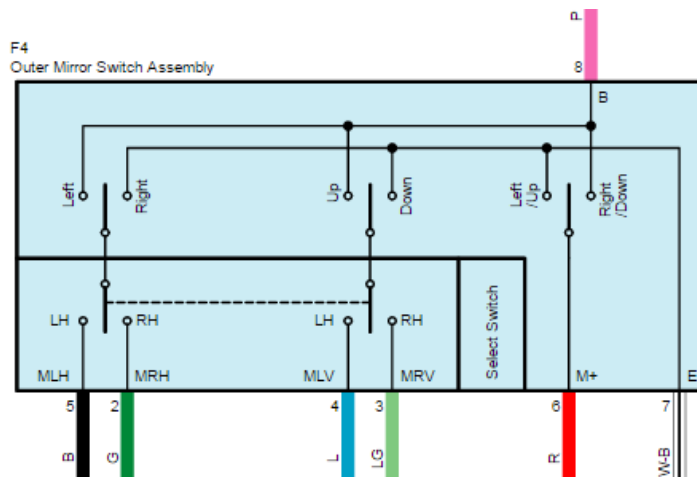 P
F4
Outer Mirror Switch Assembly
8
B
Left
Right
Up
Down
Left
/Up
Right
/Down
LH
RH
LH
RH
Select Switch
MLH
MRH
MLV
MRV
M+
E
5
2
4
3
6
7
B
G
L
LG
R
W-B